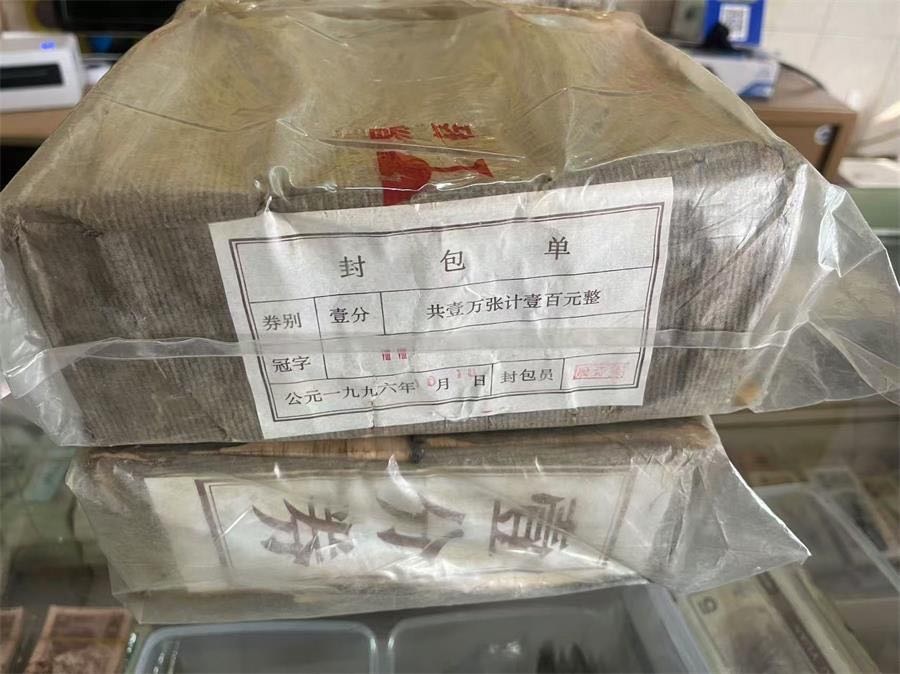 封包单
券别 壹分 共壹万张计壹百元整
冠字
公元一九九六年 月 日 封包员
壹分券